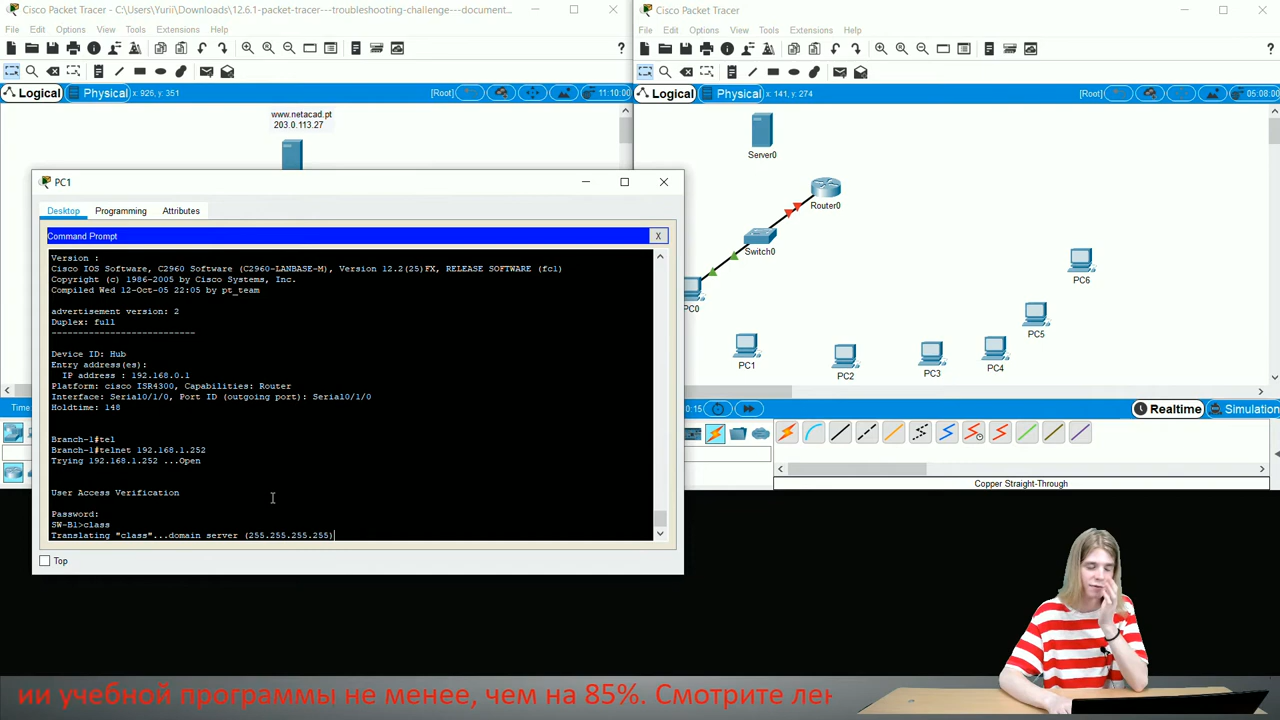 Cisco Packet Tracer - C:\Users\Yurii\Downloads\12.6.1-packet-tracer---troubleshooting-challenge---document...
File Edit Options View Tools Extensions Help
Logical Physical x: 926, y: 351 [Root] 11:10:00
www.netacad.pt
203.0.113.27
Cisco Packet Tracer
File Edit Options View Tools Extensions Help
Logical Physical x: 141, y: 274 [Root] 05:08:00
Server0
Router0
Switch0
PC0
PC1
PC2
PC3
PC4
PC5
PC6
PC1
Desktop Programming Attributes
Command Prompt X
Version :
Cisco IOS Software, C2960 Software (C2960-LANBASE-M), Version 12.2(25)FX, RELEASE SOFTWARE (fc1)
Copyright (c) 1986-2005 by Cisco Systems, Inc.
Compiled Wed 12-Oct-05 22:05 by pt_team
advertisement version: 2
Duplex: full
---------------------------
Device ID: Hub
Entry address(es):
IP address : 192.168.0.1
Platform: cisco ISR4300, Capabilities: Router
Interface: Serial0/1/0, Port ID (outgoing port): Serial0/1/0
Holdtime: 148
Branch-1#tel
Branch-1#telnet 192.168.1.252
Trying 192.168.1.252 ...Open
User Access Verification
Password:
SW-B1>class
Translating "class"...domain server (255.255.255.255)
Top
Time:
0:15
Realtime Simulation
Copper Straight-Through
ии учебной программы не менее, чем на 85%. Смотрите лек